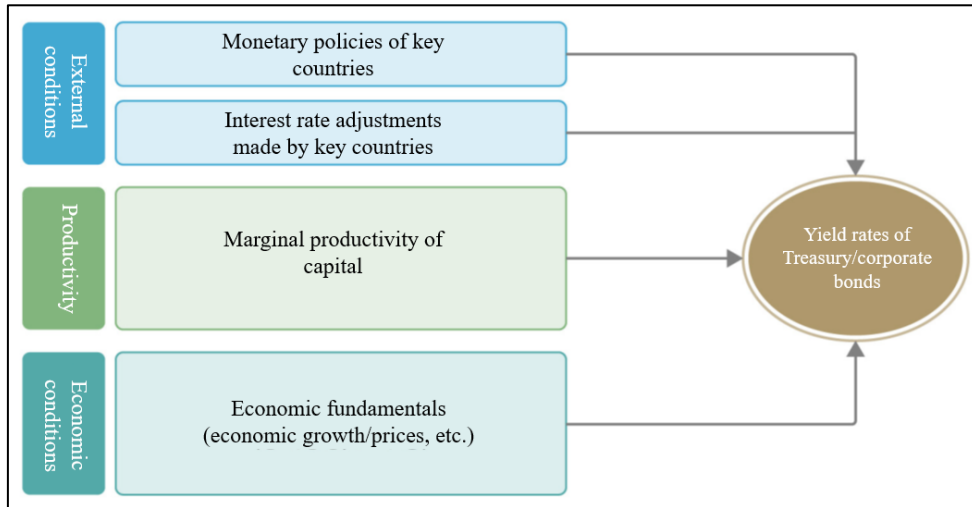 External
conditions
Monetary policies of key
countries
Interest rate adjustments
made by key countries
Productivity
Marginal productivity of
capital
Economic
conditions
Economic fundamentals
(economic growth/prices, etc.)
Yield rates of
Treasury/corporate
bonds